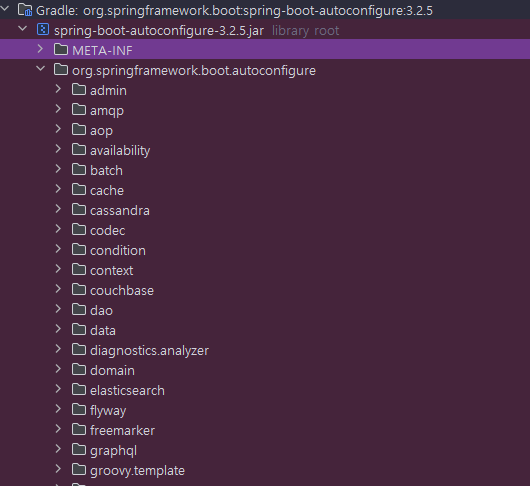 Gradle: org.springframework.boot:spring-boot-autoconfigure:3.2.5
spring-boot-autoconfigure-3.2.5.jar library root
META-INF
org.springframework.boot.autoconfigure
admin
amqp
aop
availability
batch
cache
cassandra
codec
condition
context
couchbase
dao
data
diagnostics.analyzer
domain
elasticsearch
flyway
freemarker
graphql
groovy.template